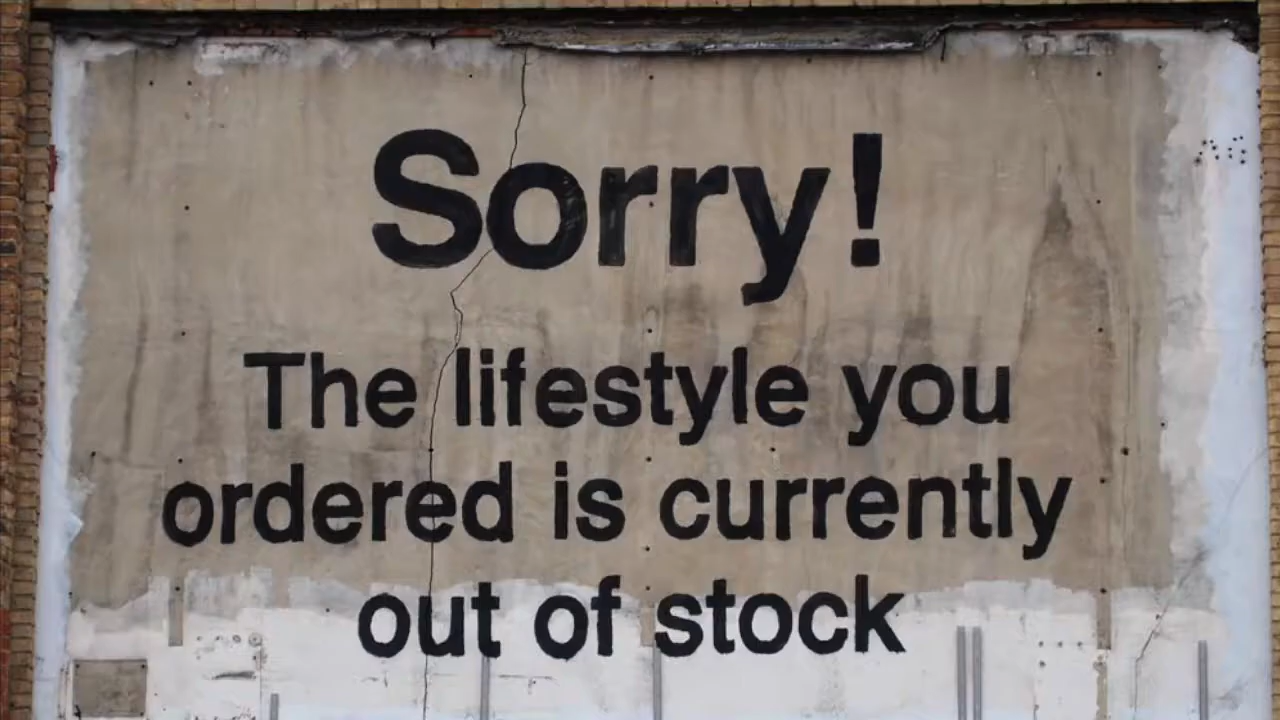 Sorry!
The lifestyle you
ordered is currently
out of stock